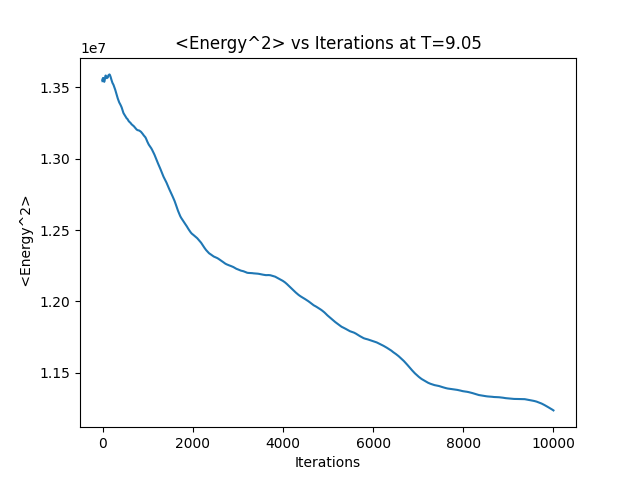 <Energy^2> vs Iterations at T=9.05
1e7
1.35
1.30
1.25
1.20
1.15
<Energy^2>
0 2000 4000 6000 8000 10000
Iterations